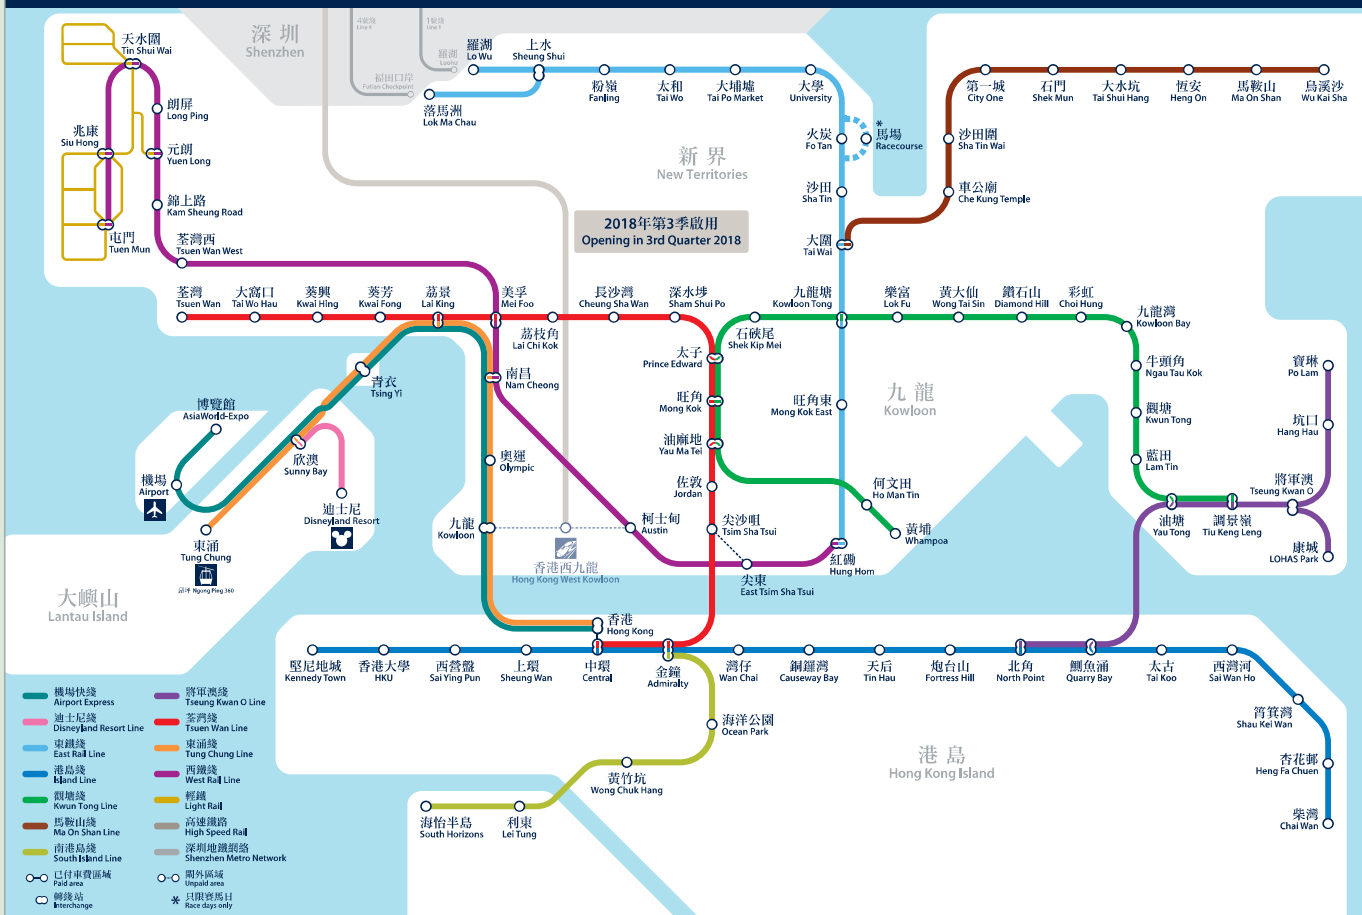 深圳
Shenzhen
4號綫
Line 4
1號綫
Line 1
羅湖
Luohu
福田口岸
Futian Checkpoint
羅湖
Lo Wu
上水
Sheung Shui
落馬洲
Lok Ma Chau
粉嶺
Fanling
太和
Tai Wo
大埔墟
Tai Po Market
大學
University
火炭
Fo Tan
*
馬場
Racecourse
沙田
Sha Tin
大圍
Tai Wai
第一城
City One
石門
Shek Mun
大水坑
Tai Shui Hang
恆安
Heng On
馬鞍山
Ma On Shan
烏溪沙
Wu Kai Sha
沙田圍
Sha Tin Wai
車公廟
Che Kung Temple
新界
New Territories
2018年第3季啟用
Opening in 3rd Quarter 2018
天水圍
Tin Shui Wai
朗屏
Long Ping
兆康
Siu Hong
元朗
Yuen Long
錦上路
Kam Sheung Road
屯門
Tuen Mun
荃灣西
Tsuen Wan West
荃灣
Tsuen Wan
大窩口
Tai Wo Hau
葵興
Kwai Hing
葵芳
Kwai Fong
荔景
Lai King
美孚
Mei Foo
荔枝角
Lai Chi Kok
長沙灣
Cheung Sha Wan
深水埗
Sham Shui Po
九龍塘
Kowloon Tong
石硤尾
Shek Kip Mei
樂富
Lok Fu
黃大仙
Wong Tai Sin
鑽石山
Diamond Hill
彩虹
Choi Hung
九龍灣
Kowloon Bay
牛頭角
Ngau Tau Kok
觀塘
Kwun Tong
藍田
Lam Tin
油塘
Yau Tong
調景嶺
Tiu Keng Leng
將軍澳
Tseung Kwan O
寶琳
Po Lam
坑口
Hang Hau
康城
LOHAS Park
太子
Prince Edward
旺角
Mong Kok
油麻地
Yau Ma Tei
佐敦
Jordan
尖沙咀
Tsim Sha Tsui
尖東
East Tsim Sha Tsui
旺角東
Mong Kok East
九龍
Kowloon
何文田
Ho Man Tin
黃埔
Whampoa
紅磡
Hung Hom
南昌
Nam Cheong
奧運
Olympic
九龍
Kowloon
柯士甸
Austin
香港西九龍
Hong Kong West Kowloon
青衣
Tsing Yi
博覽館
AsiaWorld-Expo
機場
Airport
欣澳
Sunny Bay
迪士尼
Disneyland Resort
東涌
Tung Chung
昂坪 Ngong Ping 360
大嶼山
Lantau Island
香港
Hong Kong
堅尼地城
Kennedy Town
香港大學
HKU
西營盤
Sai Ying Pun
上環
Sheung Wan
中環
Central
金鐘
Admiralty
灣仔
Wan Chai
銅鑼灣
Causeway Bay
天后
Tin Hau
炮台山
Fortress Hill
北角
North Point
鰂魚涌
Quarry Bay
太古
Tai Koo
西灣河
Sai Wan Ho
筲箕灣
Shau Kei Wan
杏花邨
Heng Fa Chuen
柴灣
Chai Wan
海洋公園
Ocean Park
黃竹坑
Wong Chuk Hang
利東
Lei Tung
海怡半島
South Horizons
港島
Hong Kong Island
機場快綫
Airport Express
迪士尼綫
Disneyland Resort Line
東鐵綫
East Rail Line
港島綫
Island Line
觀塘綫
Kwun Tong Line
馬鞍山綫
Ma On Shan Line
南港島綫
South Island Line
已付車費區域
Paid area
轉綫站
Interchange
將軍澳綫
Tseung Kwan O Line
荃灣綫
Tsuen Wan Line
東涌綫
Tung Chung Line
西鐵綫
West Rail Line
輕鐵
Light Rail
高速鐵路
High Speed Rail
深圳地鐵網絡
Shenzhen Metro Network
閘外區域
Unpaid area
* 只限賽馬日
Race days only